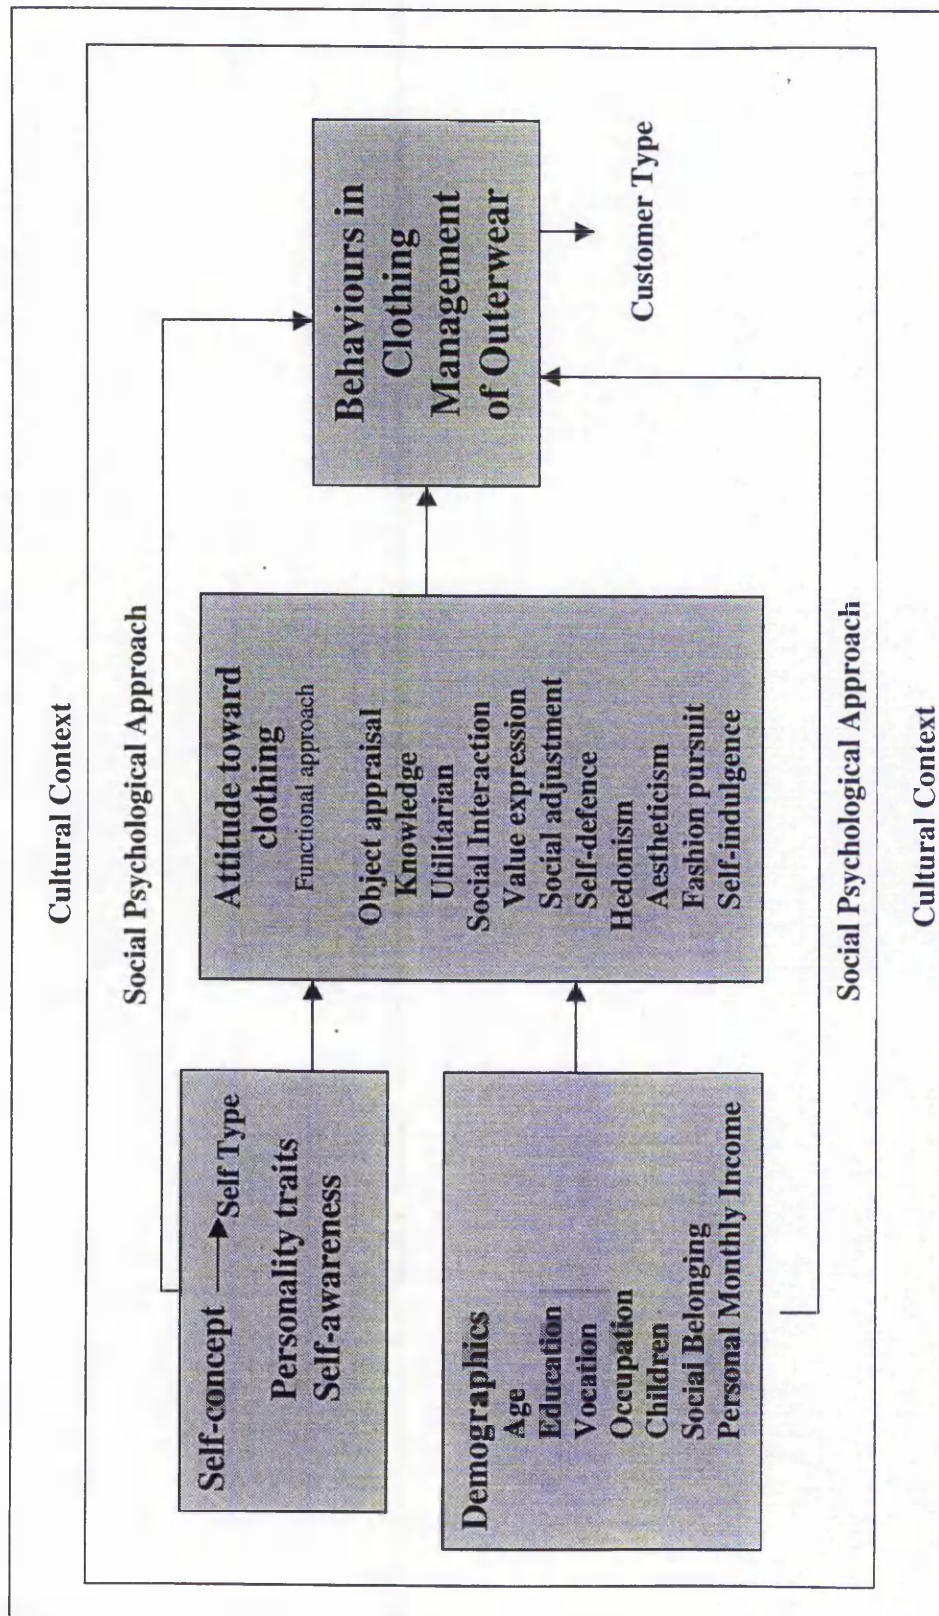 Cultural Context
Social Psychological Approach
Self-concept
Self Type
Personality traits
Self-awareness
Demographics
Age
Education
Vocation
Occupation
Children
Social Belonging
Personal Monthly Income
Attitude toward
clothing
Functional approach
Object appraisal
Knowledge
Utilitarian
Social Interaction
Value expression
Social adjustment
Self-defence
Hedonism
Aestheticism
Fashion pursuit
Self-indulgence
Behaviours in
Clothing
Management
of Outerwear
Customer Type
Social Psychological Approach
Cultural Context